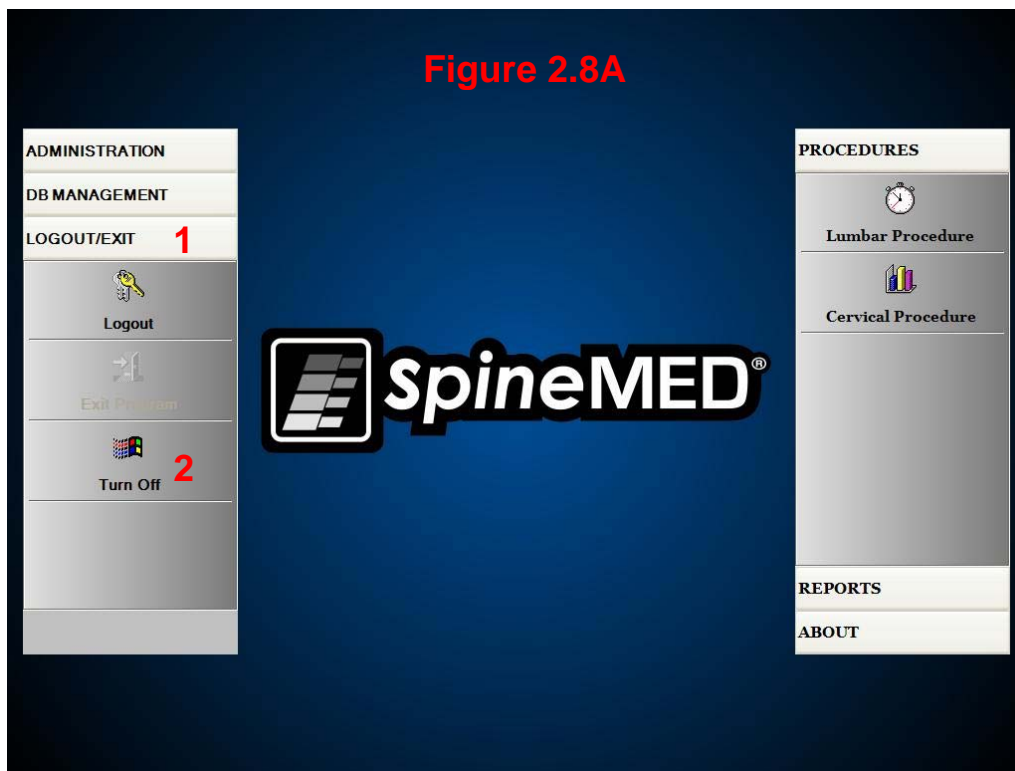 Figure 2.8A
ADMINISTRATION
DB MANAGEMENT
LOGOUT/EXIT 1
Logout
Exit Program
Turn Off 2
SpineMED®
PROCEDURES
Lumbar Procedure
Cervical Procedure
REPORTS
ABOUT